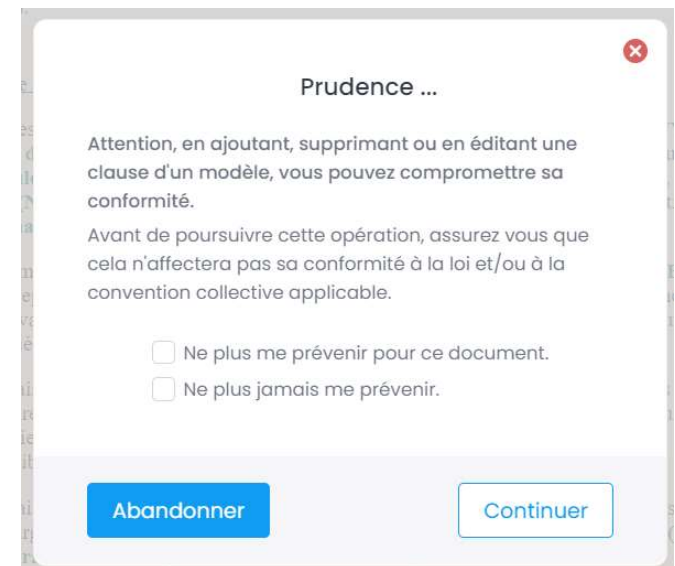 Prudence ...
Attention, en ajoutant, supprimant ou en éditant une
clause d'un modèle, vous pouvez compromettre sa
conformité.
Avant de poursuivre cette opération, assurez vous que
cela n'affectera pas sa conformité à la loi et/ou à la
convention collective applicable.
Ne plus me prévenir pour ce document.
Ne plus jamais me prévenir.
Abandonner
Continuer